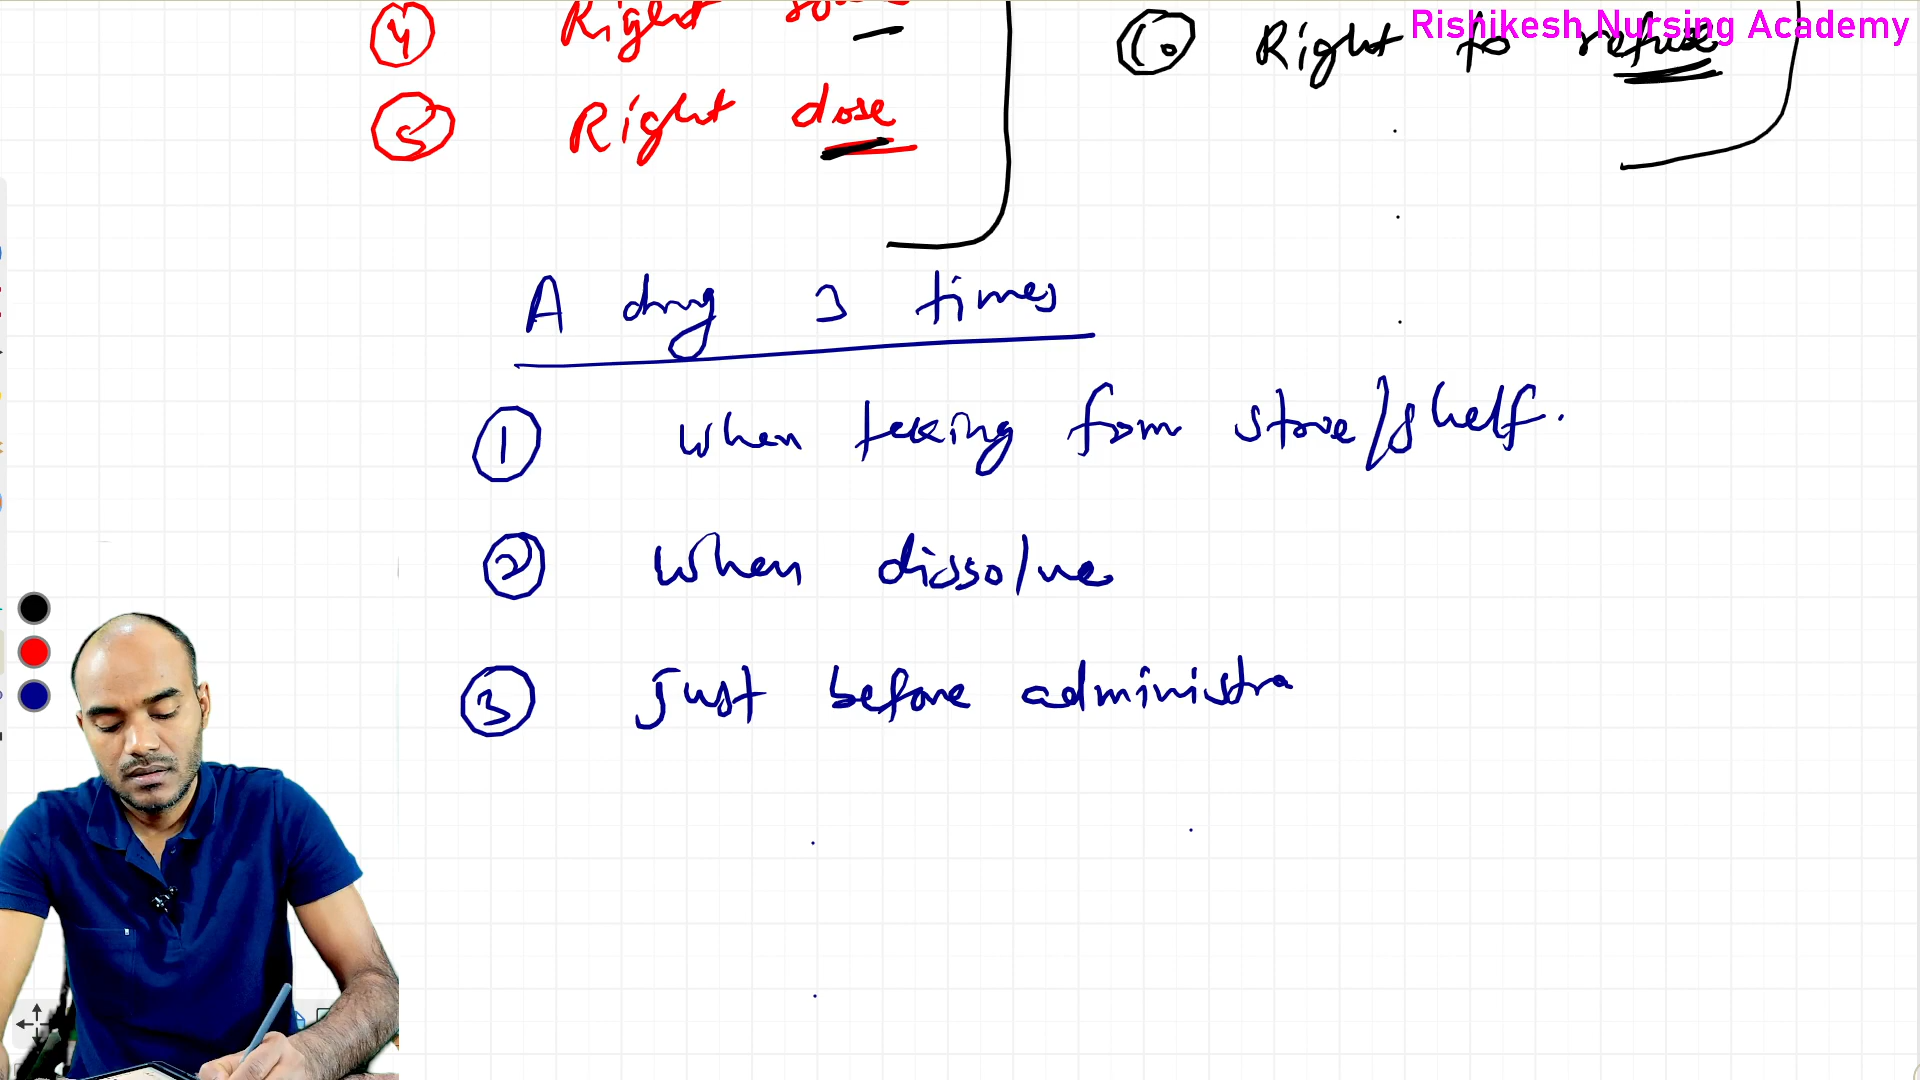 Rishikesh Nursing Academy
4 Right
5 Right dose
10 Right to refuse
A drug 3 times
1 when taking from store/shelf.
2 when dissolve
3 just before administra